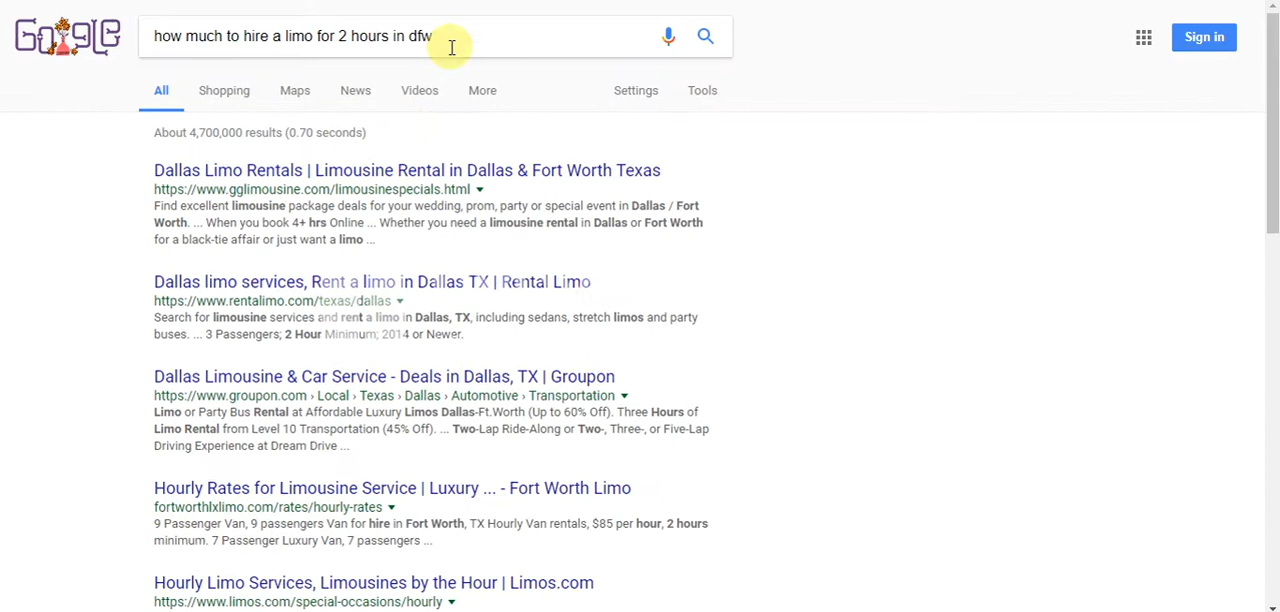 Google
how much to hire a limo for 2 hours in dfw
Sign in
All Shopping Maps News Videos More Settings Tools
About 4,700,000 results (0.70 seconds)
Dallas Limo Rentals | Limousine Rental in Dallas & Fort Worth Texas
https://www.gglimousine.com/limousinespecials.html
Find excellent limousine package deals for your wedding, prom, party or special event in Dallas / Fort
Worth. ... When you book 4+ hrs Online ... Whether you need a limousine rental in Dallas or Fort Worth
for a black-tie affair or just want a limo ...
Dallas limo services, Rent a limo in Dallas TX | Rental Limo
https://www.rentalimo.com/texas/dallas
Search for limousine services and rent a limo in Dallas, TX, including sedans, stretch limos and party
buses. ... 3 Passengers; 2 Hour Minimum; 2014 or Newer.
Dallas Limousine & Car Service - Deals in Dallas, TX | Groupon
https://www.groupon.com › Local › Texas › Dallas › Automotive › Transportation
Limo or Party Bus Rental at Affordable Luxury Limos Dallas-Ft.Worth (Up to 60% Off). Three Hours of
Limo Rental from Level 10 Transportation (45% Off). ... Two-Lap Ride-Along or Two-, Three-, or Five-Lap
Driving Experience at Dream Drive ...
Hourly Rates for Limousine Service | Luxury ... - Fort Worth Limo
fortworthlxlimo.com/rates/hourly-rates
9 Passenger Van, 9 passengers Van for hire in Fort Worth, TX Hourly Van rentals, $85 per hour, 2 hours
minimum. 7 Passenger Luxury Van, 7 passengers ...
Hourly Limo Services, Limousines by the Hour | Limos.com
https://www.limos.com/special-occasions/hourly